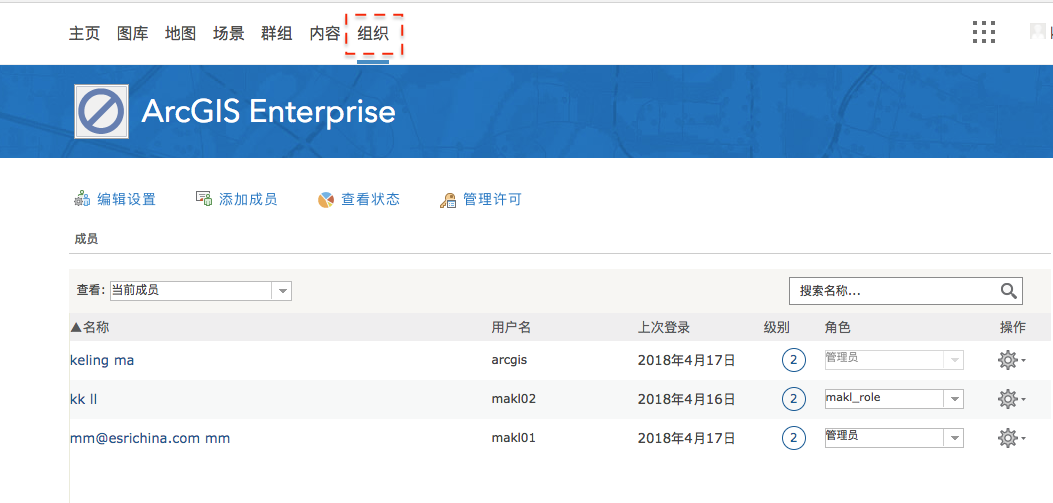 主页 图库 地图 场景 群组 内容 组织
ArcGIS Enterprise
编辑设置 添加成员 查看状态 管理许可
成员
查看: 当前成员 搜索名称...
▲名称 用户名 上次登录 级别 角色 操作
keling ma arcgis 2018年4月17日 2 管理员
kk ll makl02 2018年4月16日 2 makl_role
mm@esrichina.com mm makl01 2018年4月17日 2 管理员